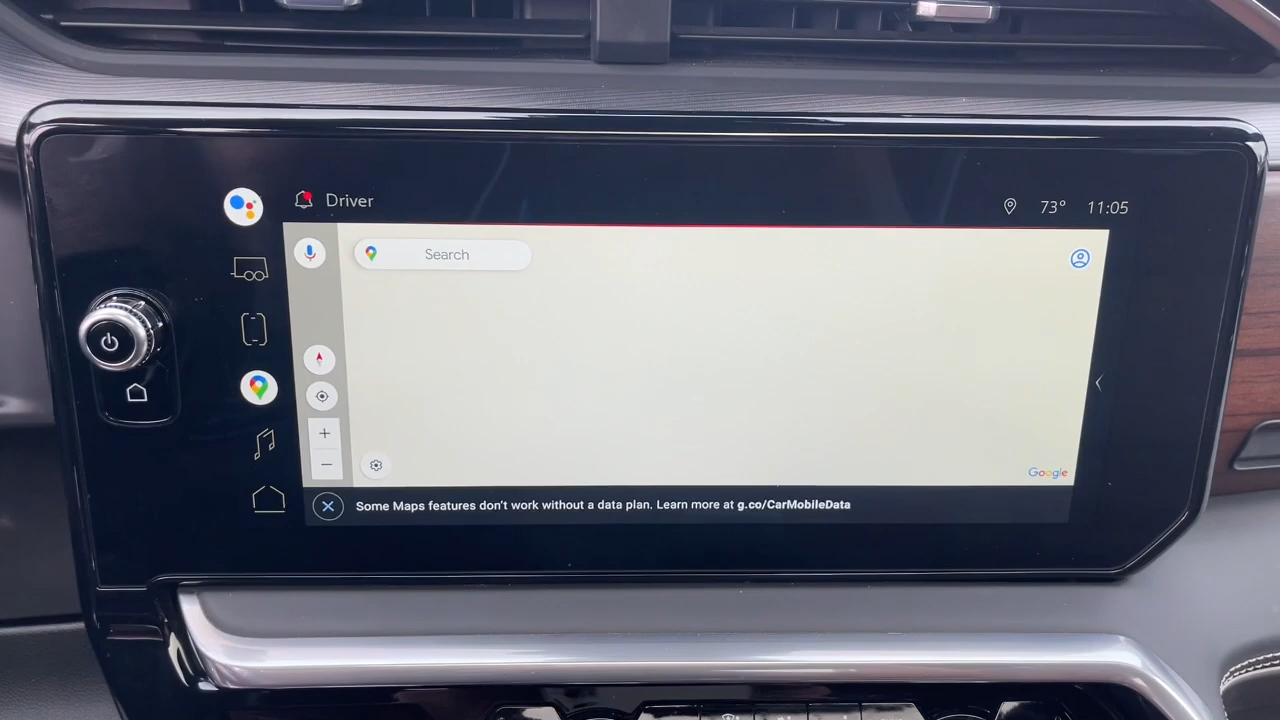 Driver
73° 11:05
Search
Google
Some Maps features don't work without a data plan. Learn more at g.co/CarMobileData